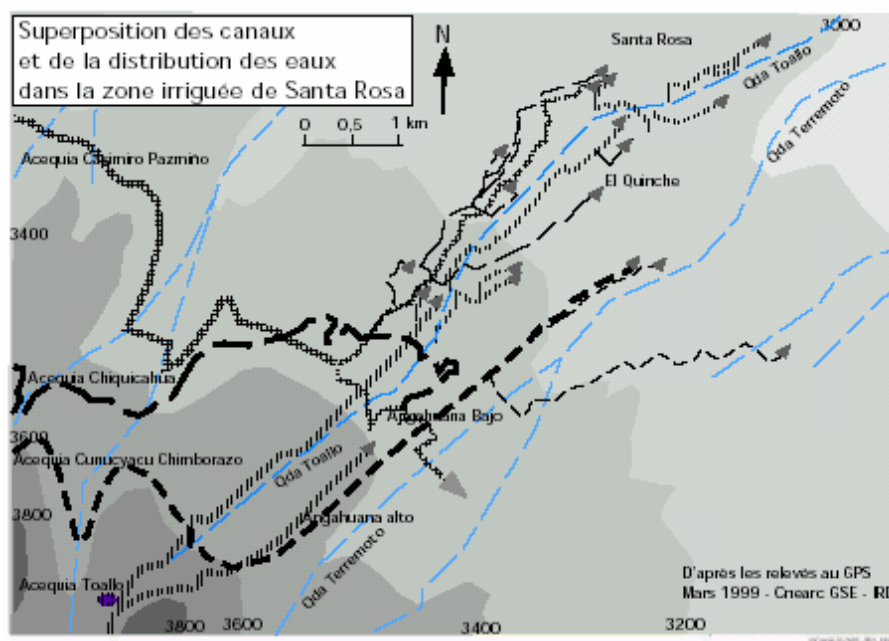 Superposition des canaux
et de la distribution des eaux
dans la zone irriguée de Santa Rosa
N
0 0,5 1 km
Santa Rosa
3000
Qda Toallo
Qda Terremoto
Acequia Casimiro Pazmiño
El Quinche
3400
Acequia Chiquicahua
Angahuana Bajo
3600
Acequia Cunucyacu Chimborazo
Qda Toallo
3800
Angahuana alto
Qda Terremoto
Acequia Toallo
D'après les relevés au GPS
Mars 1999 - Cnearc GSE - IRD
3800 3600 3400 3200